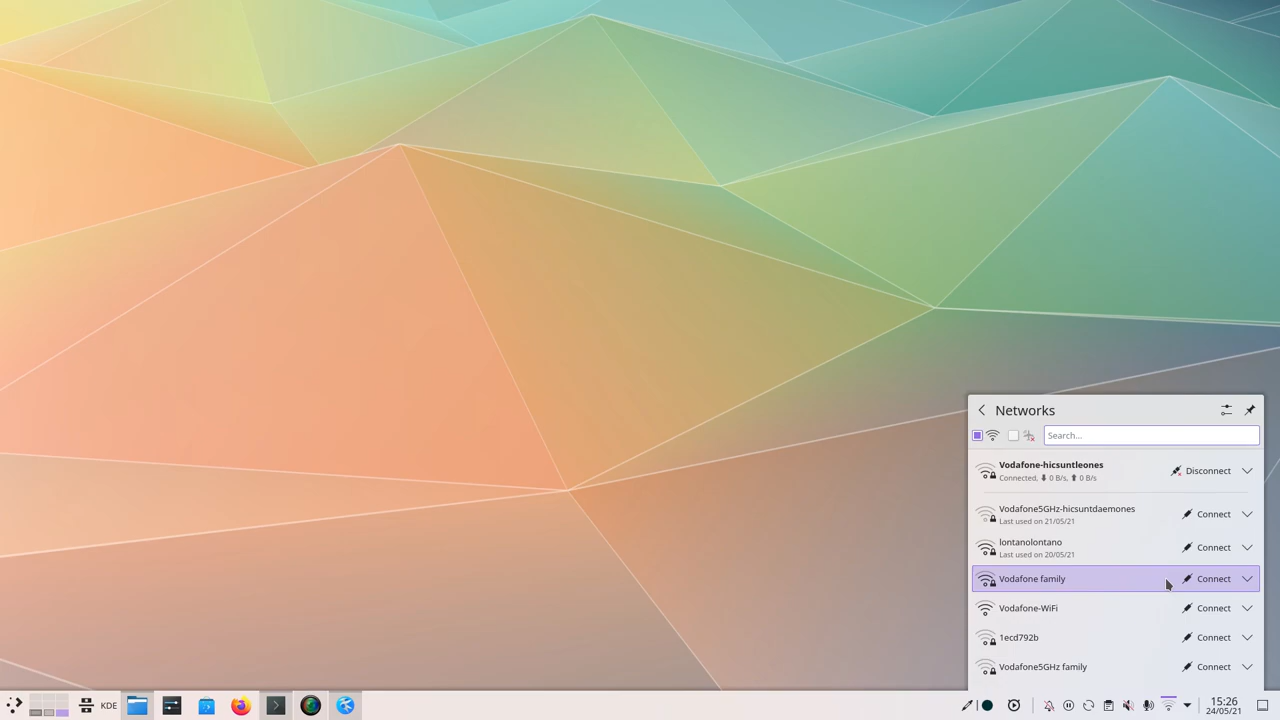 Networks
Search...
Vodafone-hicsuntleones
Connected, ⬇ 0 B/s, ⬆ 0 B/s
Disconnect
Vodafone5GHz-hicsuntdaemones
Last used on 21/05/21
Connect
lontanolontano
Last used on 20/05/21
Connect
Vodafone family
Connect
Vodafone-WiFi
Connect
1ecd792b
Connect
Vodafone5GHz family
Connect
KDE
15:26
24/05/21